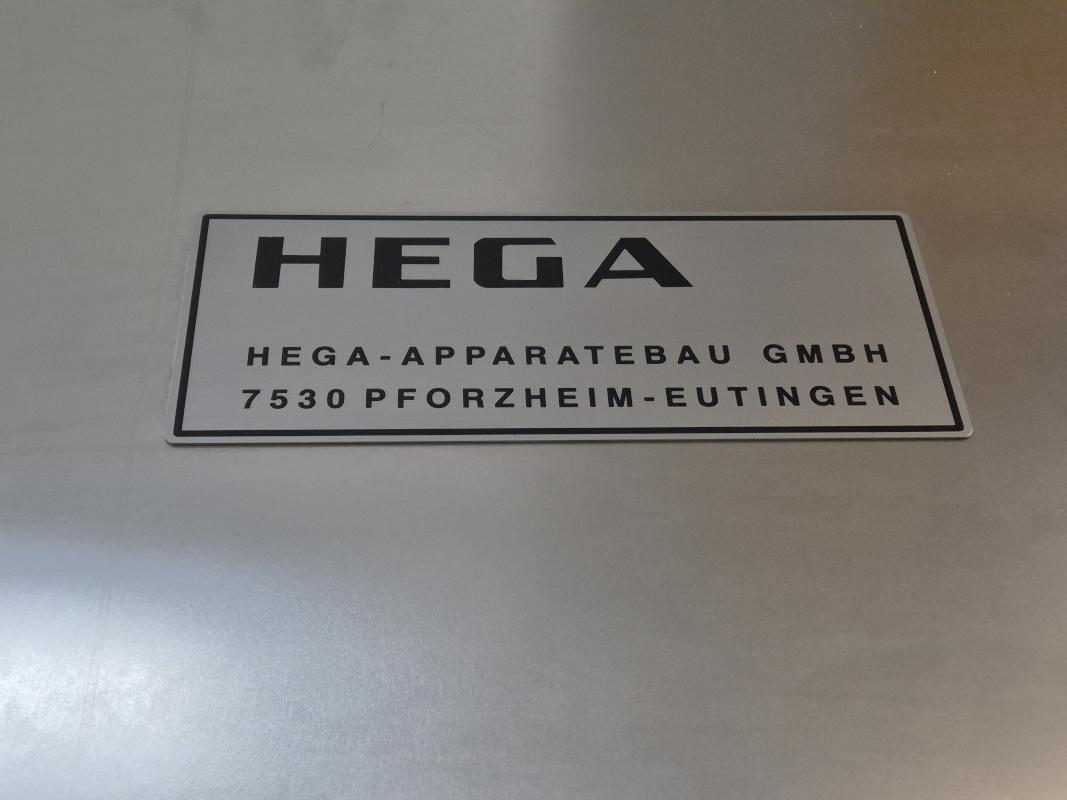 HEGA
HEGA-APPARATEBAU GMBH
7530 PFORZHEIM-EUTINGEN